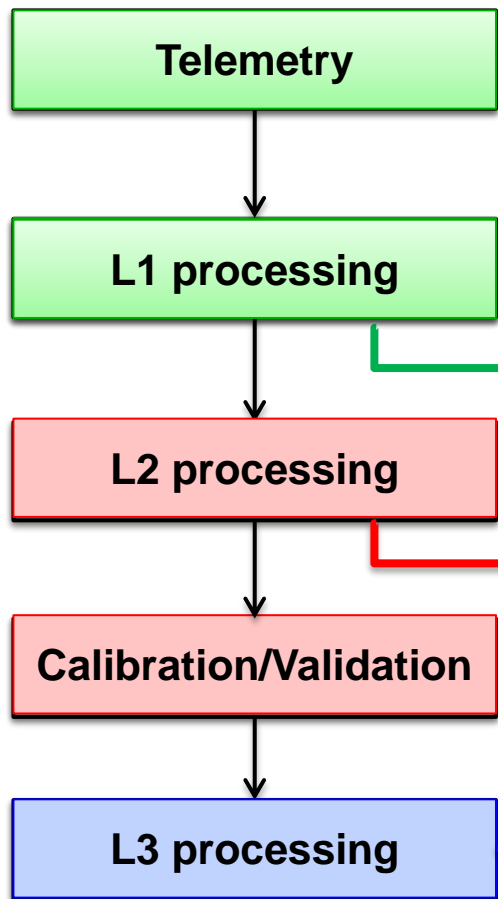 Telemetry
L1 processing
L2 processing
Calibration/Validation
L3 processing